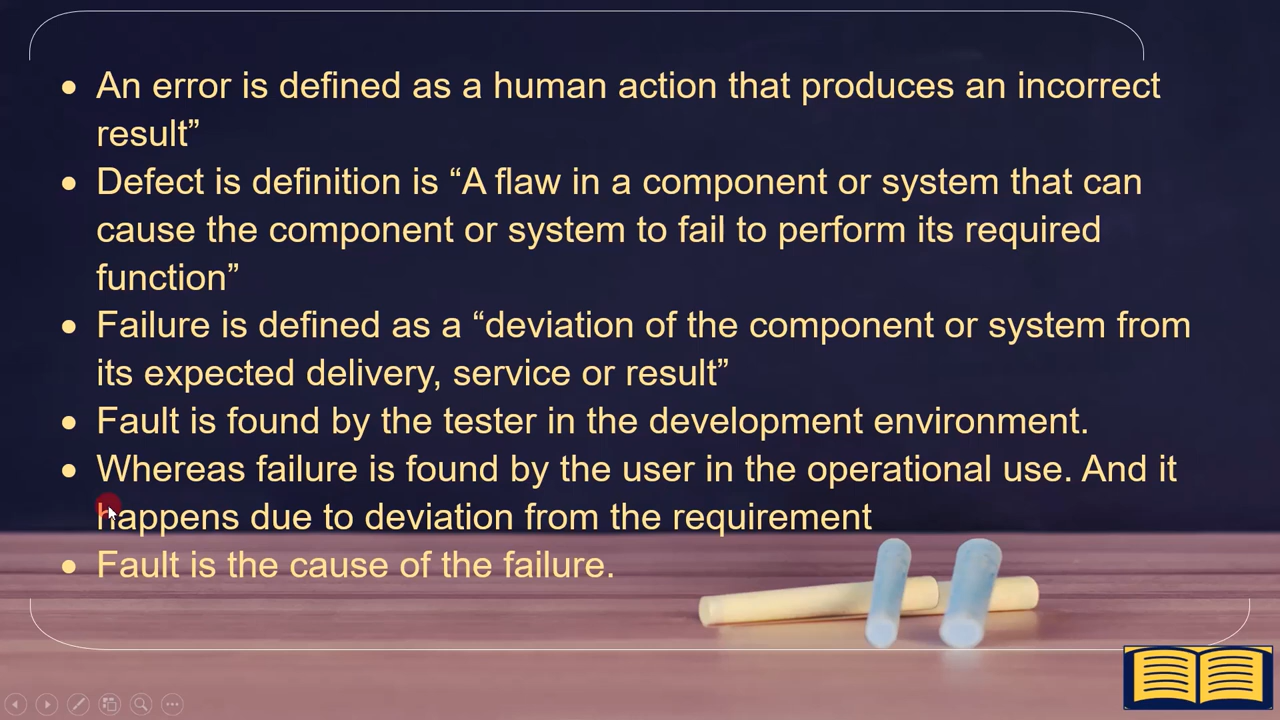 • An error is defined as a human action that produces an incorrect
result”
• Defect is definition is “A flaw in a component or system that can
cause the component or system to fail to perform its required
function”
• Failure is defined as a “deviation of the component or system from
its expected delivery, service or result”
• Fault is found by the tester in the development environment.
• Whereas failure is found by the user in the operational use. And it
happens due to deviation from the requirement
• Fault is the cause of the failure.